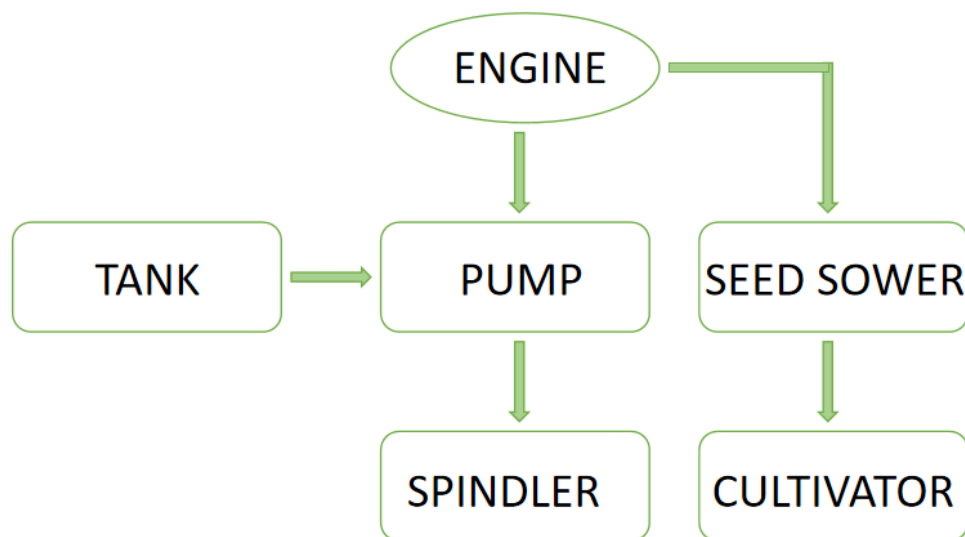 ENGINE
TANK
PUMP
SEED SOWER
SPINDLER
CULTIVATOR